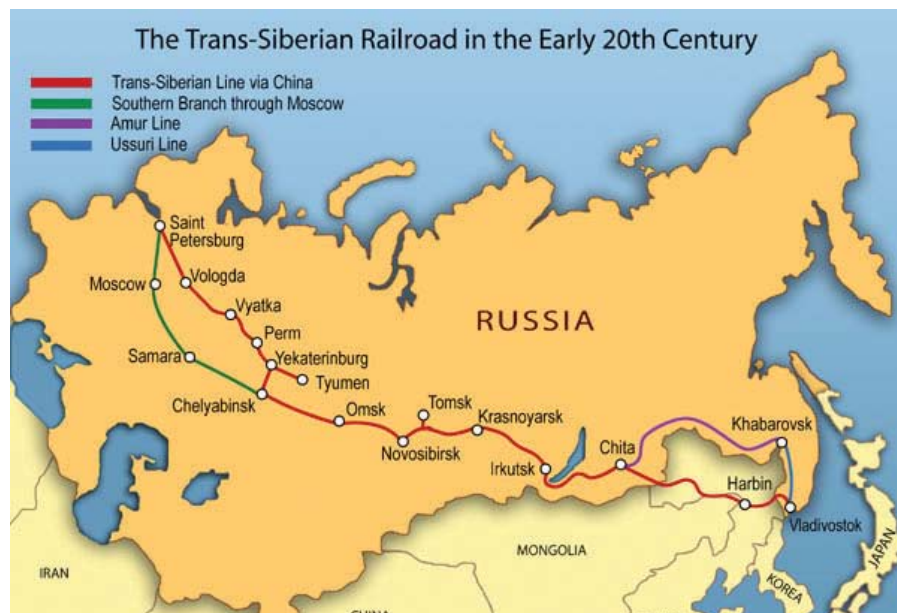 The Trans-Siberian Railroad in the Early 20th Century
Trans-Siberian Line via China
Southern Branch through Moscow
Amur Line
Ussuri Line
Saint
Petersburg
Moscow
Vologda
Vyatka
Perm
Samara
Yekaterinburg
Tyumen
Chelyabinsk
Omsk
Tomsk
Novosibirsk
Krasnoyarsk
RUSSIA
Irkutsk
Chita
Khabarovsk
Harbin
Vladivostok
MONGOLIA
IRAN
CHINA
KOREA
JAPAN